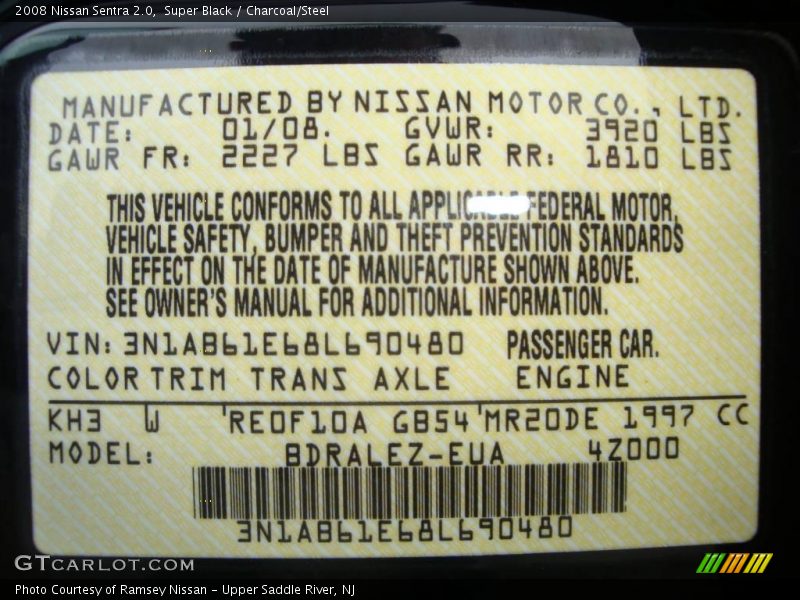 2008 Nissan Sentra 2.0,  Super Black / Charcoal/Steel
MANUFACTURED BY NISSAN MOTOR CO., LTD.
DATE: 01/08. GVWR: 3920 LBS
GAWR FR: 2227 LBS GAWR RR: 1810 LBS
THIS VEHICLE CONFORMS TO ALL APPLICABLE FEDERAL MOTOR,
VEHICLE SAFETY, BUMPER AND THEFT PREVENTION STANDARDS
IN EFFECT ON THE DATE OF MANUFACTURE SHOWN ABOVE.
SEE OWNER'S MANUAL FOR ADDITIONAL INFORMATION.
VIN: 3N1AB61E68L690480 PASSENGER CAR.
COLOR TRIM TRANS AXLE ENGINE
KH3 W 'RE0F10A GB54 'MR20DE 1997 CC
MODEL: BDRALEZ-EUA 4Z000
3N1AB61E68L690480
GTCARLOT.COM
Photo Courtesy of Ramsey Nissan - Upper Saddle River, NJ